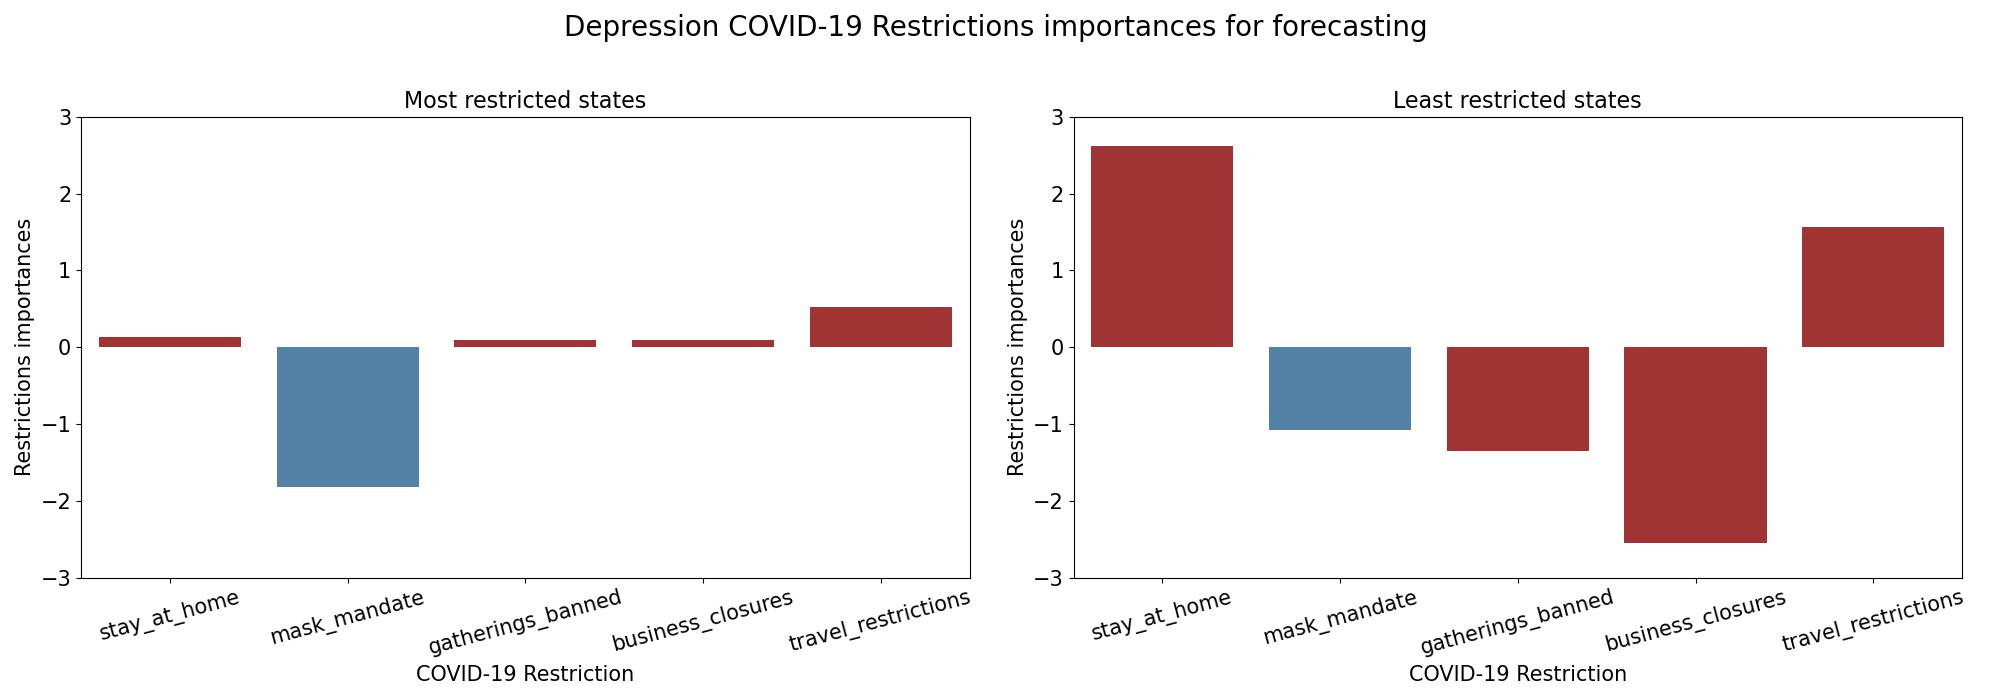 Depression COVID-19 Restrictions importances for forecasting
Most restricted states
Restrictions importances
3
2
1
0
−1
−2
−3
stay_at_home
mask_mandate
gatherings_banned
business_closures
travel_restrictions
COVID-19 Restriction
Least restricted states
Restrictions importances
3
2
1
0
−1
−2
−3
stay_at_home
mask_mandate
gatherings_banned
business_closures
travel_restrictions
COVID-19 Restriction